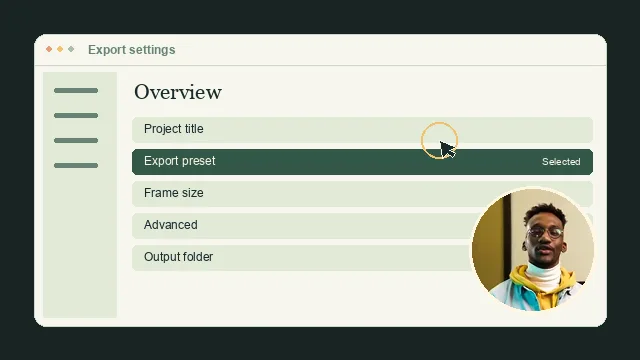 Export settings
Overview
Project title
Export preset Selected
Frame size
Advanced
Output folder